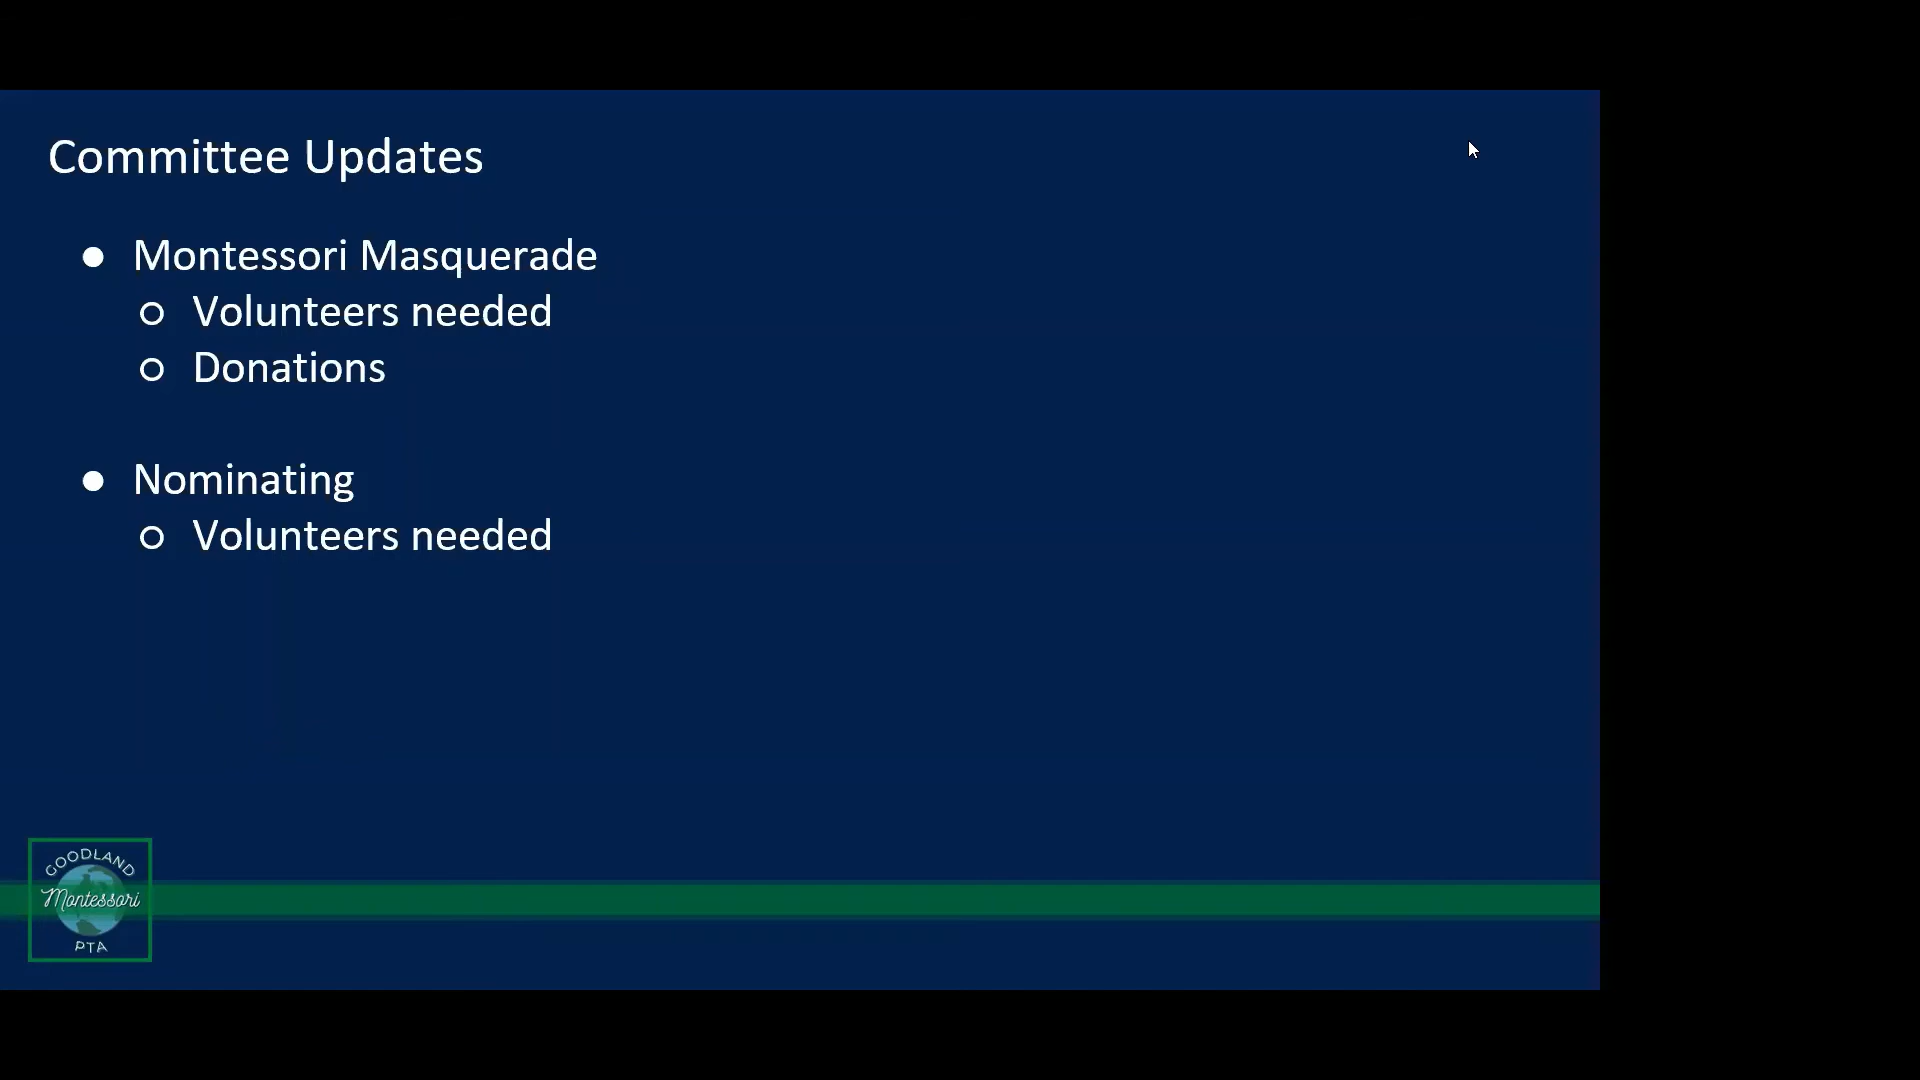 Committee Updates
● Montessori Masquerade
○ Volunteers needed
○ Donations
● Nominating
○ Volunteers needed
GOODLAND
Montessori
PTA